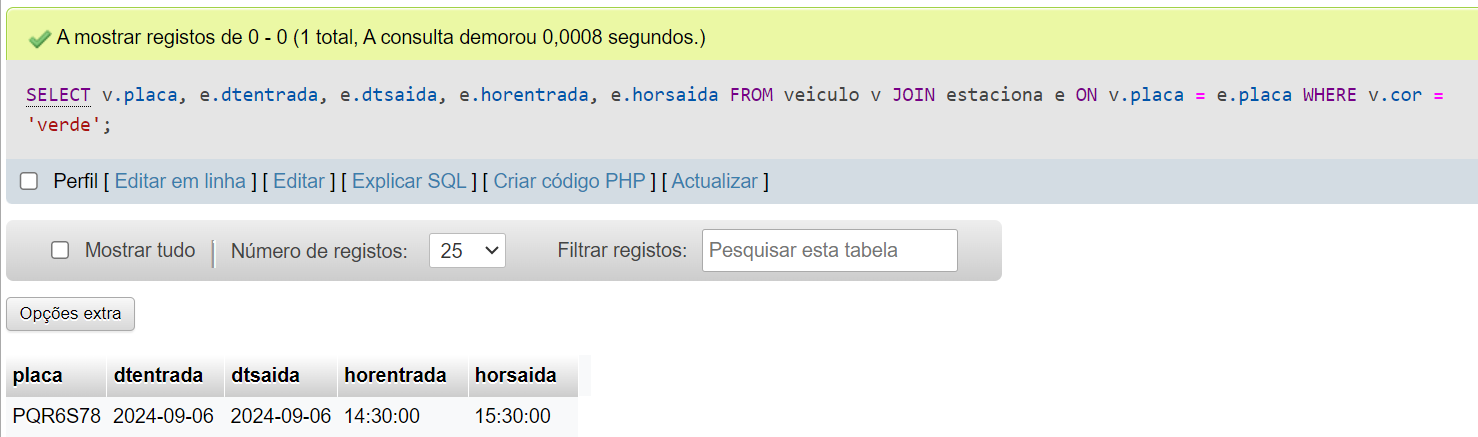 A mostrar registos de 0 - 0 (1 total, A consulta demorou 0,0008 segundos.)
SELECT v.placa, e.dtentrada, e.dtsaida, e.horentrada, e.horsaida FROM veiculo v JOIN estaciona e ON v.placa = e.placa WHERE v.cor =
'verde';
Perfil [ Editar em linha ] [ Editar ] [ Explicar SQL ] [ Criar código PHP ] [ Actualizar ]
Mostrar tudo Número de registos: 25 Filtrar registos: Pesquisar esta tabela
Opções extra
placa dtentrada dtsaida horentrada horsaida
PQR6S78 2024-09-06 2024-09-06 14:30:00 15:30:00